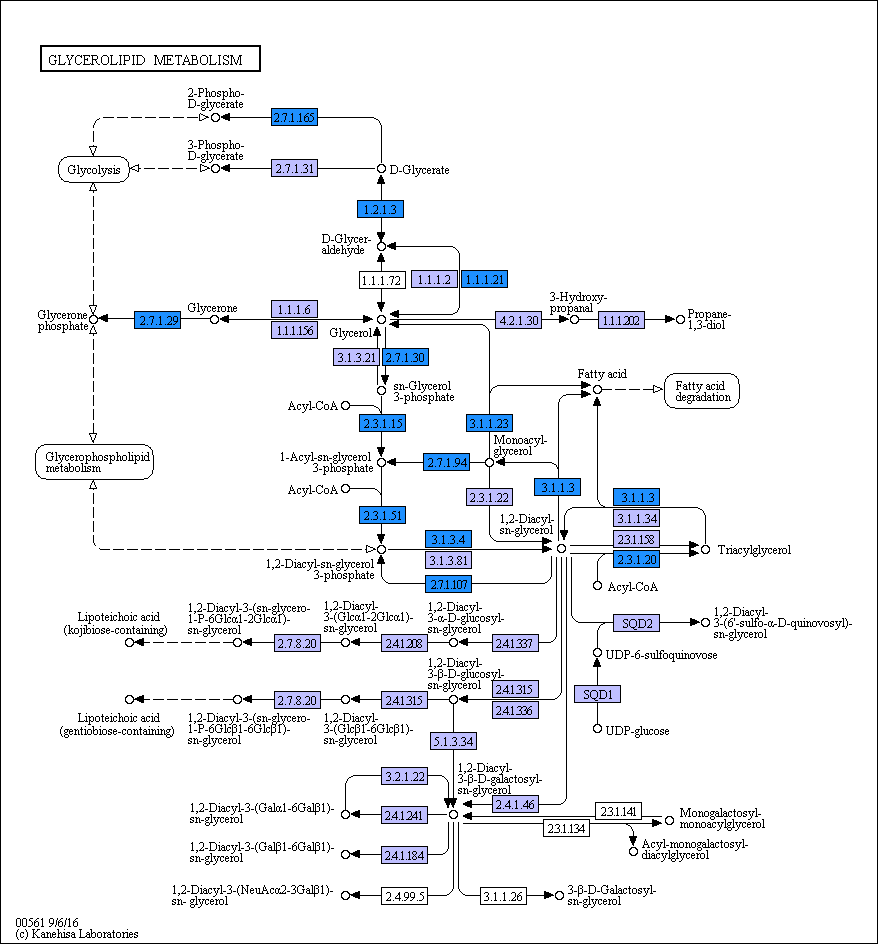 GLYCEROLIPID METABOLISM
2-Phospho-
D-glycerate
2.7.1.165
3-Phospho-
D-glycerate
Glycolysis
2.7.1.31
D-Glycerate
1.2.1.3
D-Glycer-
aldehyde
1.1.1.72
1.1.1.2
1.1.1.21
Glycerone
phosphate
2.7.1.29
Glycerone
1.1.1.6
1.1.1.156
Glycerol
4.2.1.30
3-Hydroxy-
propanal
1.1.1202
Propane-
1,3-diol
3.1.3.21
2.7.1.30
sn-Glycerol
3-phosphate
Fatty acid
Fatty acid
degradation
Acyl-CoA
2.3.1.15
3.1.1.23
Monoacyl-
glycerol
Glycerophospholipid
metabolism
1-Acyl-sn-glycerol
3-phosphate
2.7.1.94
Acyl-CoA
2.3.1.22
3.1.1.3
3.1.1.3
2.3.1.51
1,2-Diacyl-
sn-glycerol
3.1.1.34
3.1.3.4
2.3.1.158
Triacylglycerol
3.1.3.81
2.3.1.20
1,2-Diacyl-sn-glycerol
3-phosphate
2.7.1.107
Acyl-CoA
Lipoteichoic acid
(kojibiose-containing)
1,2-Diacyl-3-(sn-glycero-
1-P-6Glcα1-2Glcα1)-
sn-glycerol
2.7.8.20
1,2-Diacyl-
3-(Glcα1-2Glcα1)-
sn-glycerol
2.4.1.208
1,2-Diacyl-
3-α-D-glucosyl-
sn-glycerol
2.4.1.337
SQD2
1,2-Diacyl-
3-(6'-sulfo-α-D-quinovosyl)-
sn-glycerol
UDP-6-sulfoquinovose
1,2-Diacyl-
3-β-D-glucosyl-
sn-glycerol
Lipoteichoic acid
(gentiobiose-containing)
1,2-Diacyl-3-(sn-glycero-
1-P-6Glcβ1-6Glcβ1)-
sn-glycerol
2.7.8.20
1,2-Diacyl-
3-(Glcβ1-6Glcβ1)-
sn-glycerol
2.4.1.315
2.4.1.315
2.4.1.336
SQD1
UDP-glucose
5.1.3.34
1,2-Diacyl-
3-β-D-galactosyl-
sn-glycerol
3.2.1.22
2.4.1.46
1,2-Diacyl-3-(Galα1-6Galβ1)-
sn-glycerol
2.4.1.241
2.3.1.141
2.3.1.134
Monogalactosyl-
monoacylglycerol
1,2-Diacyl-3-(Galβ1-6Galβ1)-
sn-glycerol
2.4.1.184
Acyl-monogalactosyl-
diacylglycerol
1,2-Diacyl-3-(NeuAcα2-3Galβ1)-
sn- glycerol
2.4.99.5
3.1.1.26
3-β-D-Galactosyl-
sn-glycerol
00561 9/6/16
(c) Kanehisa Laboratories